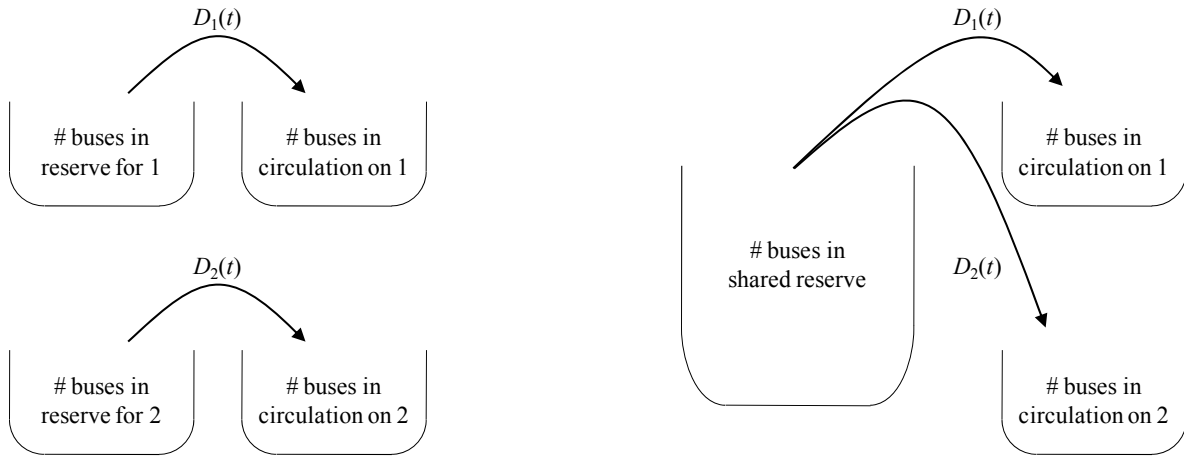 D₁(t)
# buses in
reserve for 1
# buses in
circulation on 1
D₂(t)
# buses in
reserve for 2
# buses in
circulation on 2
D₁(t)
# buses in
circulation on 1
# buses in
shared reserve
D₂(t)
# buses in
circulation on 2